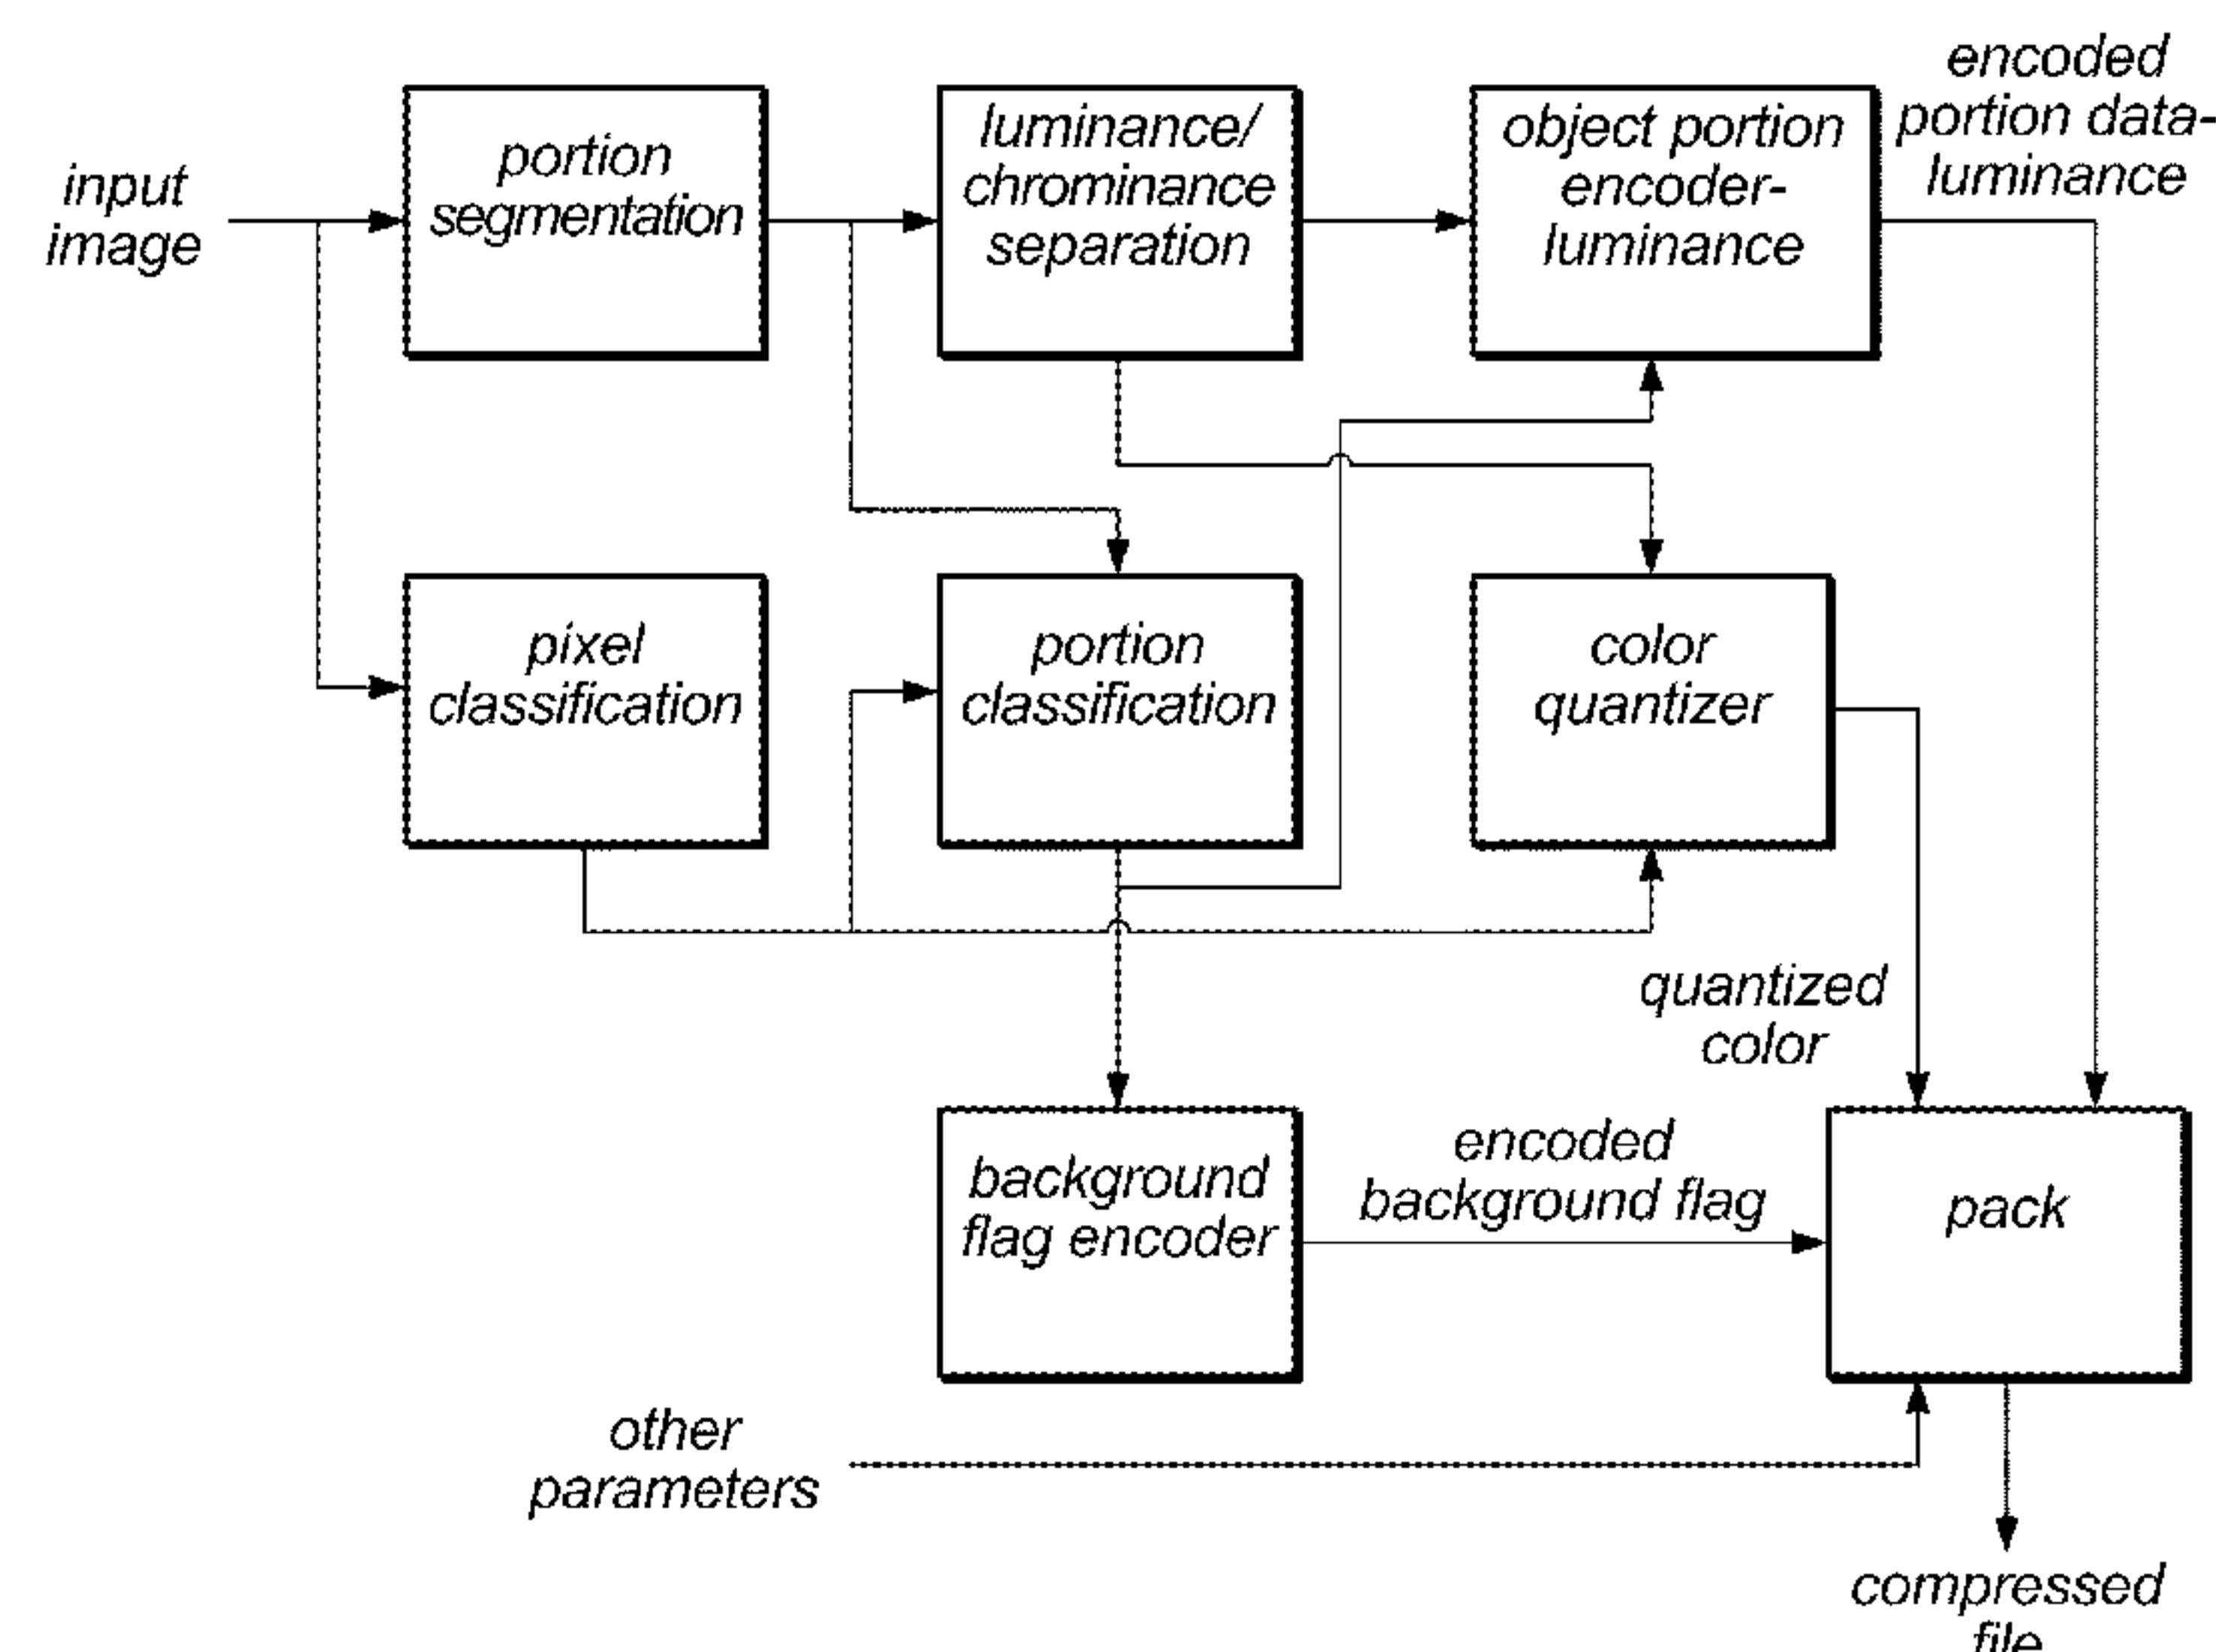 input
image
portion
segmentation
luminance/
chrominance
separation
object portion
encoder-
luminance
encoded
portion data-
luminance
pixel
classification
portion
classification
color
quantizer
quantized
color
background
flag encoder
encoded
background flag
pack
other
parameters
compressed
file